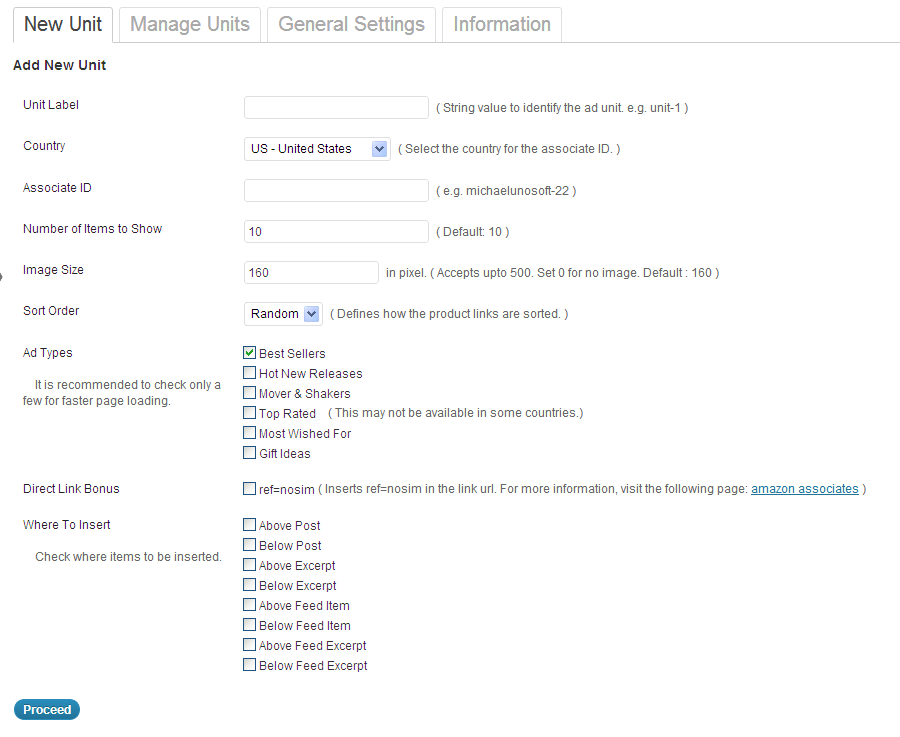 New Unit Manage Units General Settings Information
Add New Unit
Unit Label ( String value to identify the ad unit. e.g. unit-1 )
Country US - United States ( Select the country for the associate ID. )
Associate ID ( e.g. michaelunosoft-22 )
Number of Items to Show 10 ( Default: 10 )
Image Size 160 in pixel. ( Accepts upto 500. Set 0 for no image. Default : 160 )
Sort Order Random ( Defines how the product links are sorted. )
Ad Types
It is recommended to check only a
few for faster page loading.
Best Sellers
Hot New Releases
Mover & Shakers
Top Rated ( This may not be available in some countries.)
Most Wished For
Gift Ideas
Direct Link Bonus ref=nosim ( Inserts ref=nosim in the link url. For more information, visit the following page: amazon associates )
Where To Insert
Check where items to be inserted.
Above Post
Below Post
Above Excerpt
Below Excerpt
Above Feed Item
Below Feed Item
Above Feed Excerpt
Below Feed Excerpt
Proceed